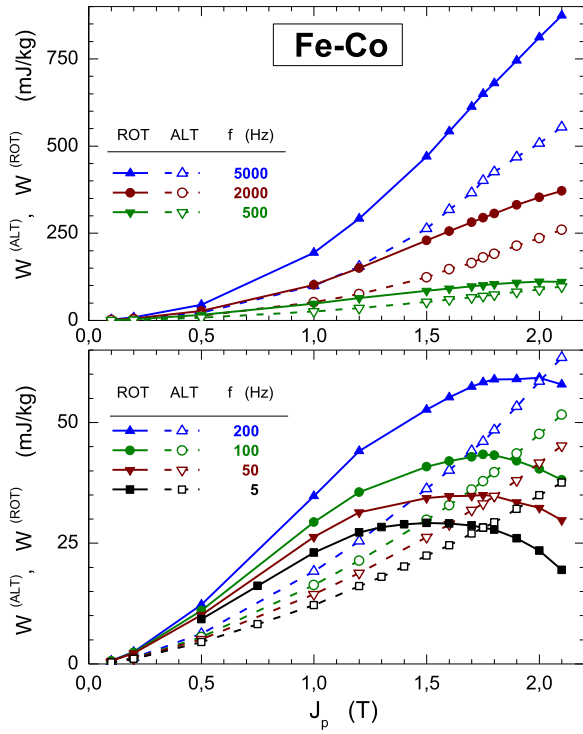 Fe-Co
W (ALT) , W (ROT) (mJ/kg)
750
500
250
0
ROT ALT f (Hz)
5000
2000
500
0,0 0,5 1,0 1,5 2,0
W (ALT) , W (ROT) (mJ/kg)
50
25
0
ROT ALT f (Hz)
200
100
50
5
0,0 0,5 1,0 1,5 2,0
J p (T)